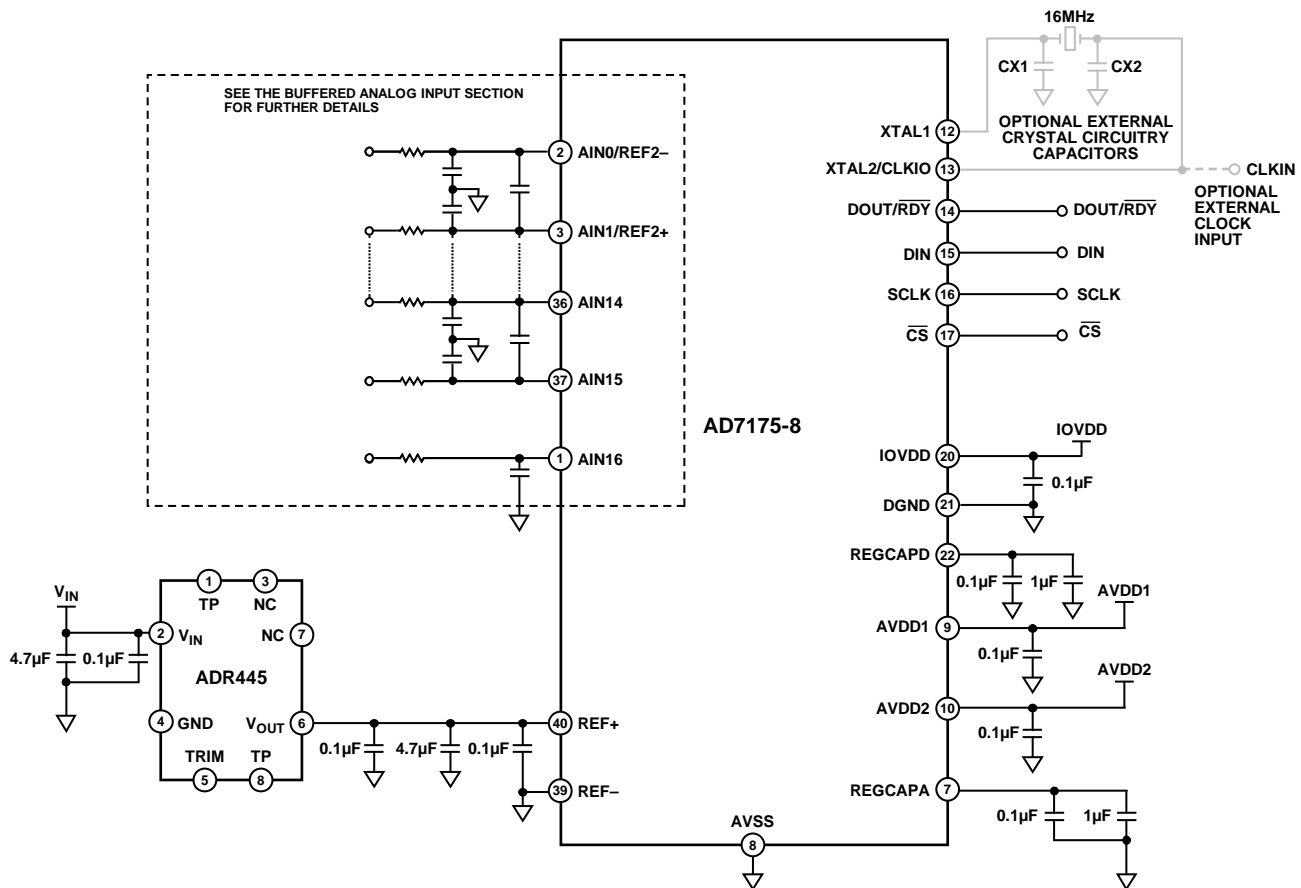 16MHz
CX1
CX2
OPTIONAL EXTERNAL
CRYSTAL CIRCUITRY
CAPACITORS
CLKIN
OPTIONAL
EXTERNAL
CLOCK
INPUT
SEE THE BUFFERED ANALOG INPUT SECTION
FOR FURTHER DETAILS
2 AIN0/REF2–
3 AIN1/REF2+
36 AIN14
37 AIN15
1 AIN16
AD7175-8
XTAL1 12
XTAL2/CLKIO 13
DOUT/RDY 14 DOUT/RDY
DIN 15 DIN
SCLK 16 SCLK
CS 17 CS
IOVDD
IOVDD 20
0.1µF
DGND 21
REGCAPD 22
0.1µF 1µF
AVDD1
AVDD1 9
0.1µF
AVDD2
AVDD2 10
0.1µF
REGCAPA 7
0.1µF 1µF
AVSS
8
VIN
4.7µF 0.1µF
1 3
TP NC
2 VIN
NC 7
ADR445
4 GND
VOUT 6
TRIM TP
5 8
0.1µF 4.7µF 0.1µF
40 REF+
39 REF–